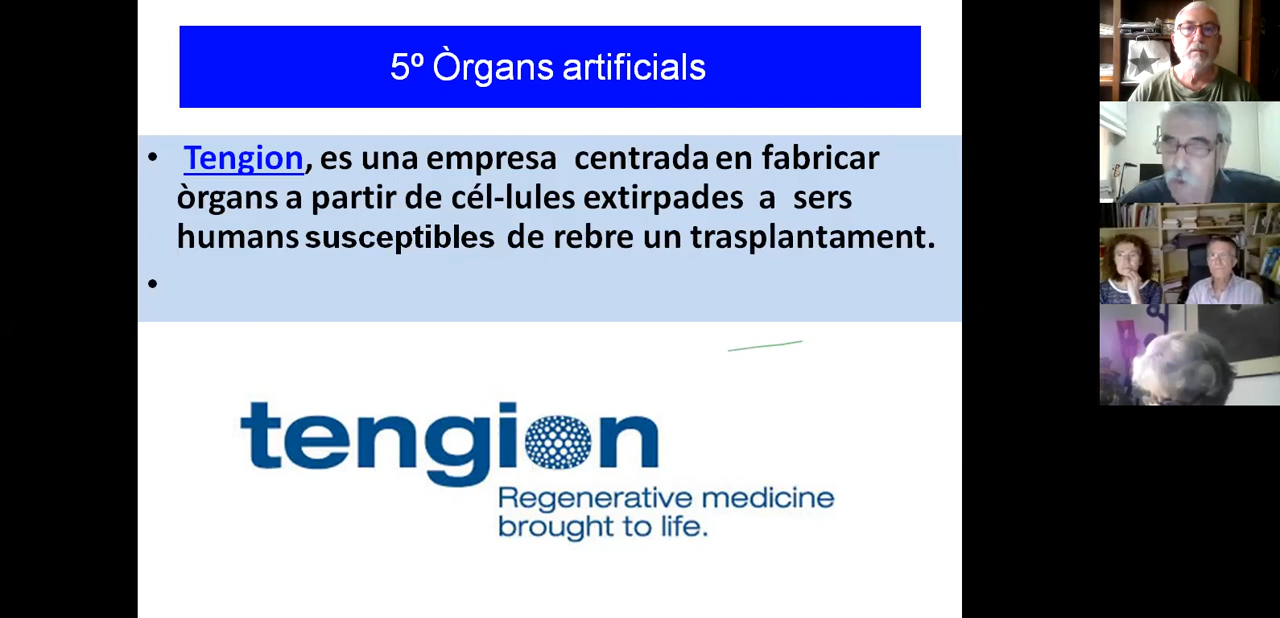 5º Òrgans artificials
• Tengion, es una empresa centrada en fabricar
òrgans a partir de cél-lules extirpades a sers
humans susceptibles de rebre un trasplantament.
•
tengion
Regenerative medicine
brought to life.